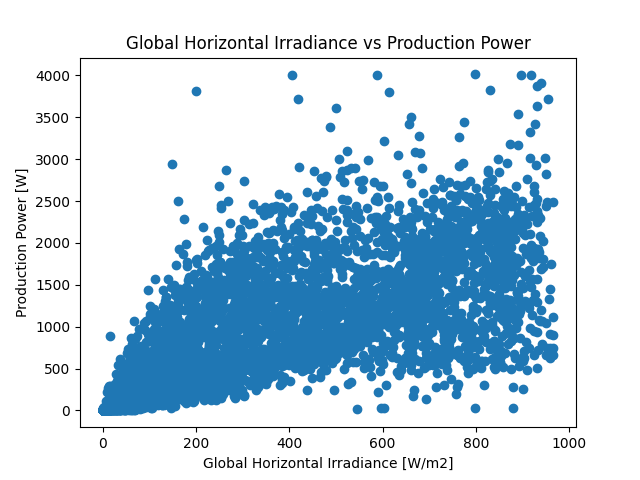 Global Horizontal Irradiance vs Production Power
4000
3500
3000
2500
2000
1500
1000
500
0
Production Power [W]
0 200 400 600 800 1000
Global Horizontal Irradiance [W/m2]